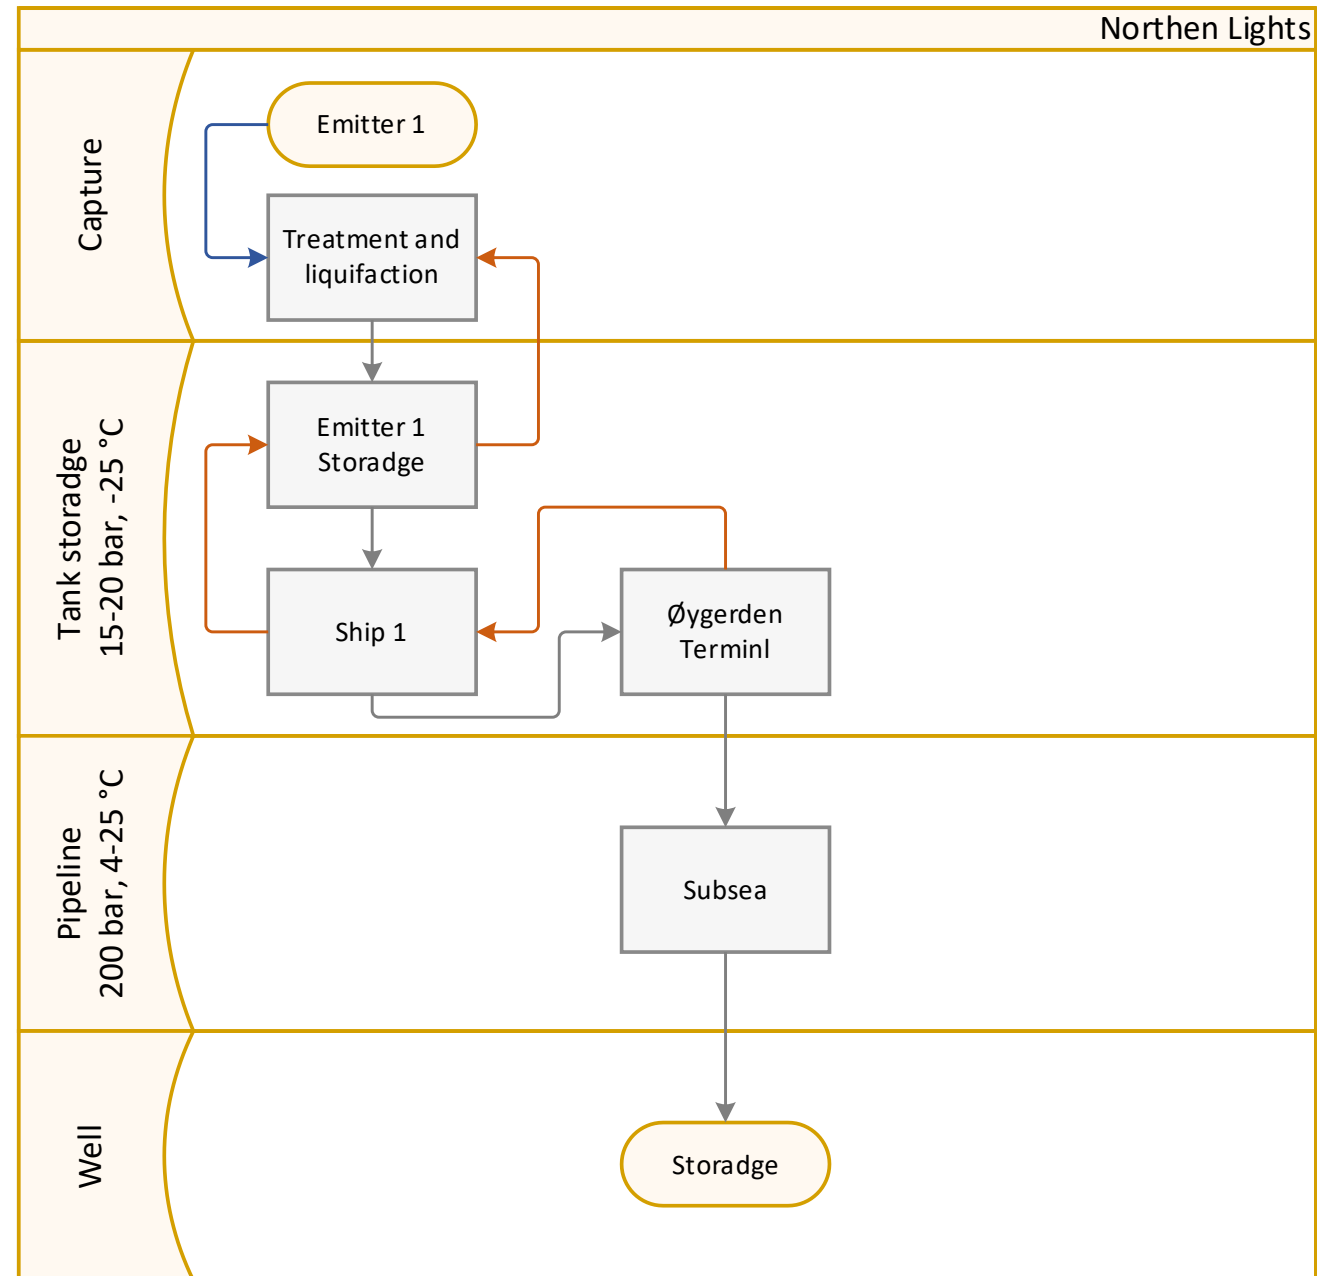 Northen Lights
Capture
Emitter 1
Treatment and
liquifaction
Tank storadge
15-20 bar, -25 °C
Emitter 1
Storadge
Ship 1
Øygerden
Terminl
Pipeline
200 bar, 4-25 °C
Subsea
Well
Storadge